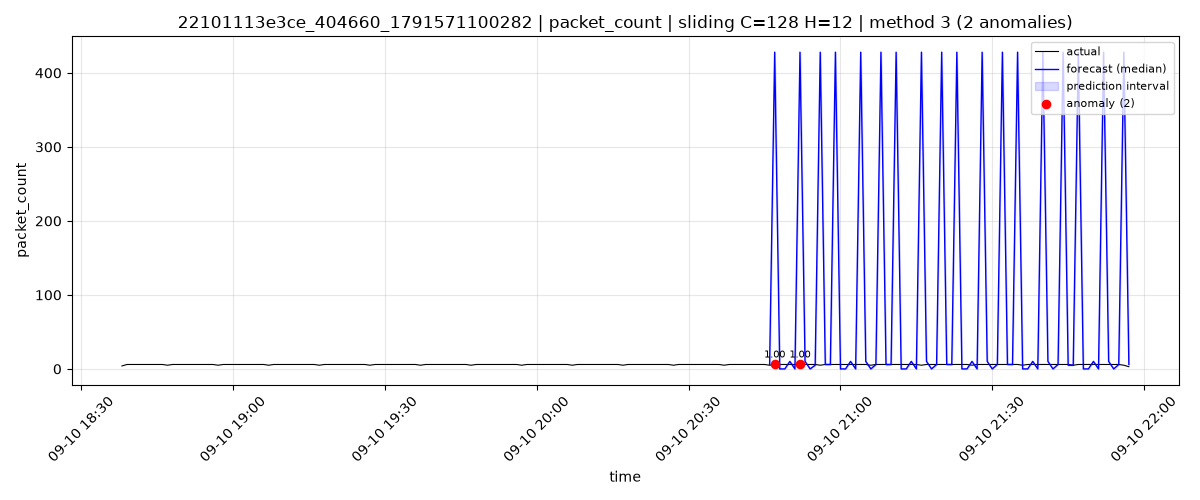 22101113e3ce_404660_1791571100282 | packet_count | sliding C=128 H=12 | method 3 (2 anomalies)
packet_count
400
300
200
100
0
actual
forecast (median)
prediction interval
anomaly (2)
1.00 1.00
09-10 18:30
09-10 19:00
09-10 19:30
09-10 20:00
09-10 20:30
09-10 21:00
09-10 21:30
09-10 22:00
time